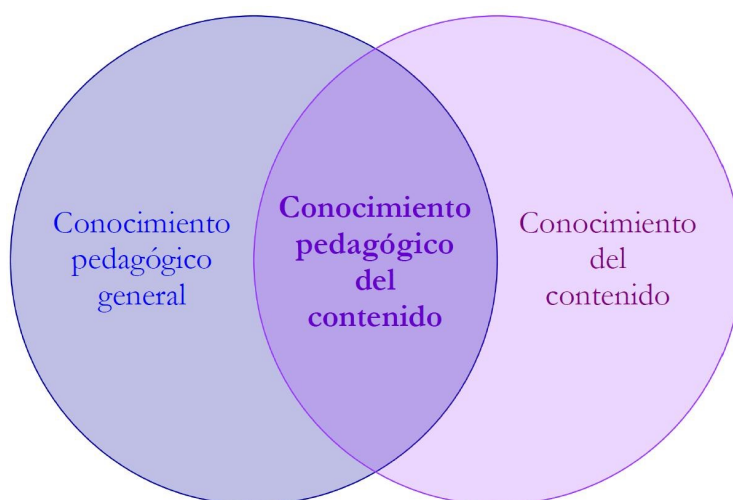 Conocimiento
pedagógico
general
Conocimiento
pedagógico
del
contenido
Conocimiento
del
contenido